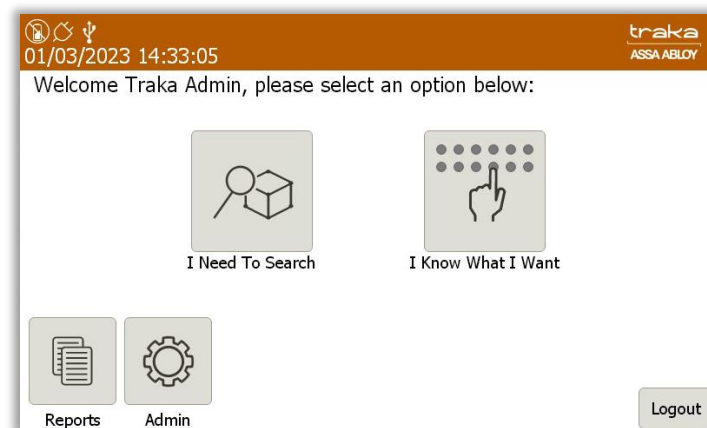 traka
01/03/2023 14:33:05
ASSA ABLOY
Welcome Traka Admin, please select an option below:
I Need To Search
I Know What I Want
Reports
Admin
Logout